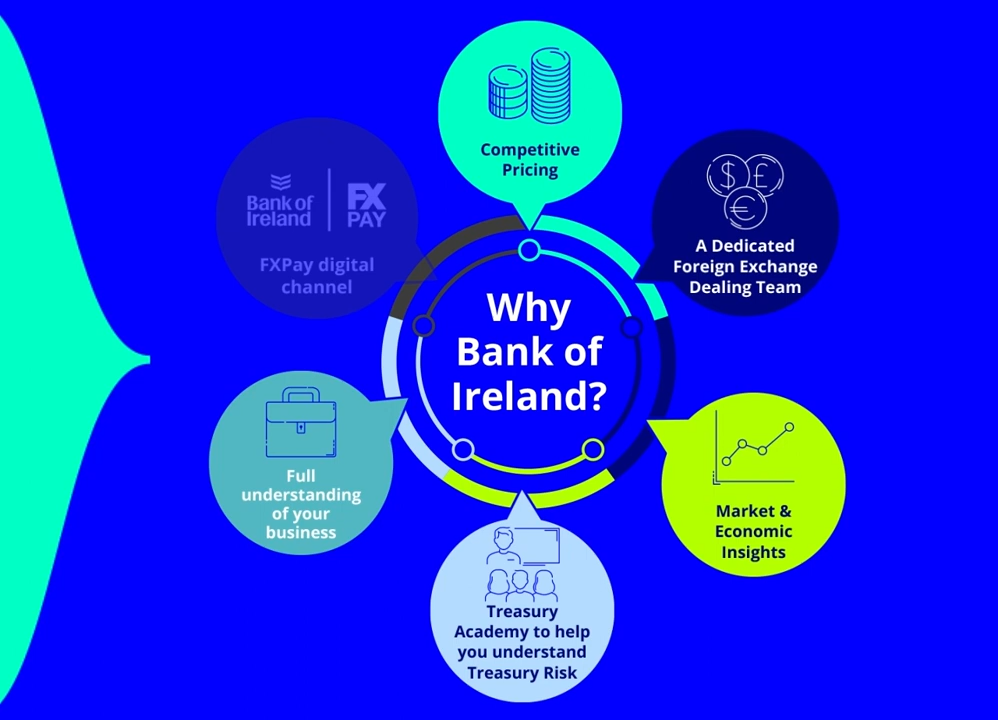 Competitive
Pricing
A Dedicated
Foreign Exchange
Dealing Team
$ £
€
Market &
Economic
Insights
Treasury
Academy to help
you understand
Treasury Risk
Full
understanding
of your
business
Bank of
Ireland
FX
PAY
FXPay digital
channel
Why
Bank of
Ireland?